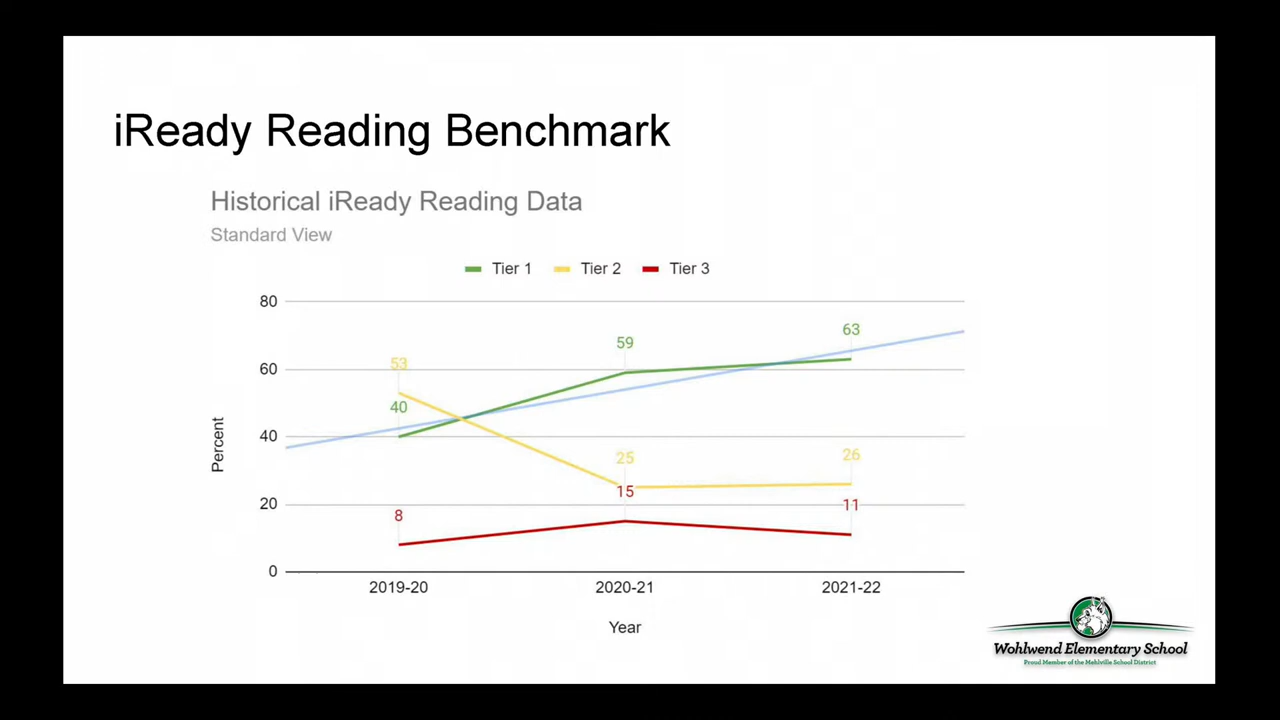 iReady Reading Benchmark
Historical iReady Reading Data
Standard View
Tier 1 Tier 2 Tier 3
80
60
40
20
0
Percent
53
40
8
59
25
15
63
26
11
2019-20 2020-21 2021-22
Year
Wohlwend Elementary School
Proud Member of the Mehlville School District